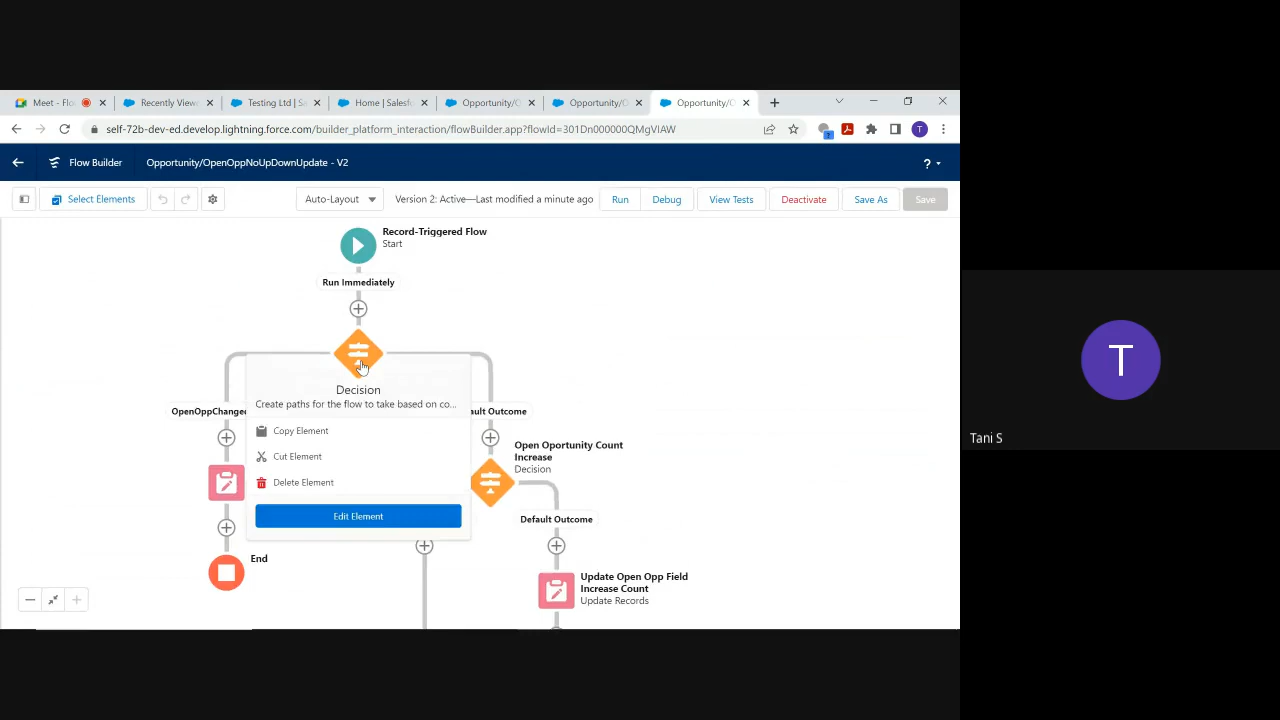 Meet - Flo
Recently View
Testing Ltd | S
Home | Salesf
Opportunity/O
Opportunity/O
Opportunity/O
self-72b-dev-ed.develop.lightning.force.com/builder_platform_interaction/flowBuilder.app?flowId=301Dn000000QMgVIAW
T
Flow Builder
Opportunity/OpenOppNoUpDownUpdate - V2
?
Select Elements
Auto-Layout
Version 2: Active—Last modified a minute ago
Run
Debug
View Tests
Deactivate
Save As
Save
Record-Triggered Flow
Start
Run Immediately
Decision
Create paths for the flow to take based on co...
OpenOppChanged
ault Outcome
Copy Element
Cut Element
Delete Element
Edit Element
Open Oportunity Count
Increase
Decision
Default Outcome
End
Update Open Opp Field
Increase Count
Update Records
T
Tani S